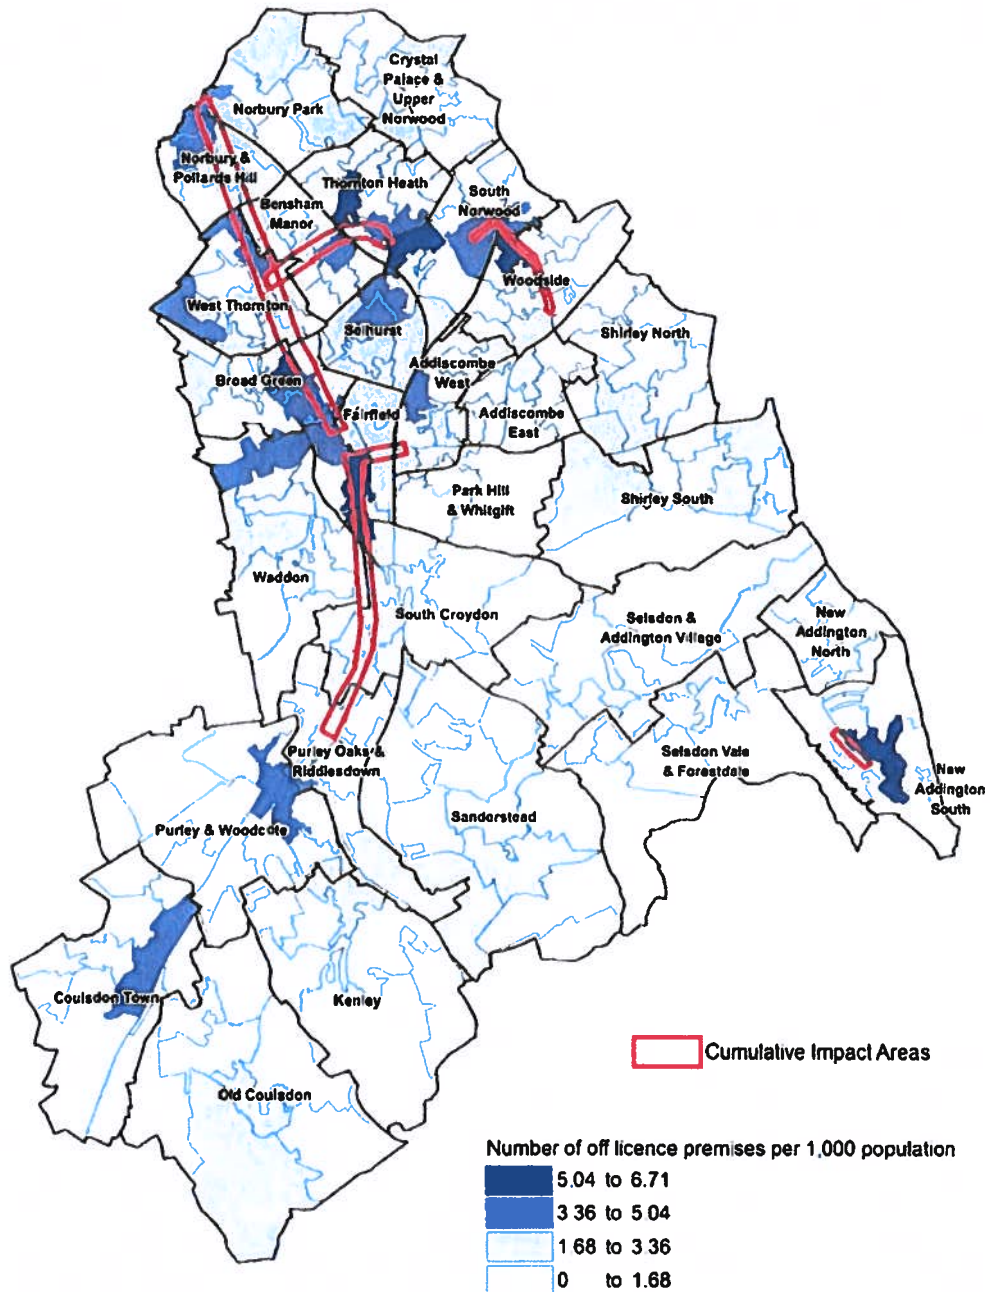 Crystal
Palace &
Upper
Norwood
Norbury Park
Norbury &
Pollards Hill
Thornton Heath
Bensham
Manor
South
Norwood
Woodside
West Thornton
Selhurst
Shirley North
Broad Green
Addiscombe
West
Fairfield
Addiscombe
East
Park Hill
& Whitgift
Shirley South
Waddon
South Croydon
Selsdon &
Addington Village
New
Addington
North
Purley Oaks &
Riddlesdown
Selsdon Vale
& Forestdale
New
Addington
South
Purley & Woodcote
Sanderstead
Coulsdon Town
Kenley
Old Coulsdon
Cumulative Impact Areas
Number of off licence premises per 1,000 population
5.04 to 6.71
3 36 to 5.04
1 68 to 3.36
0 to 1.68